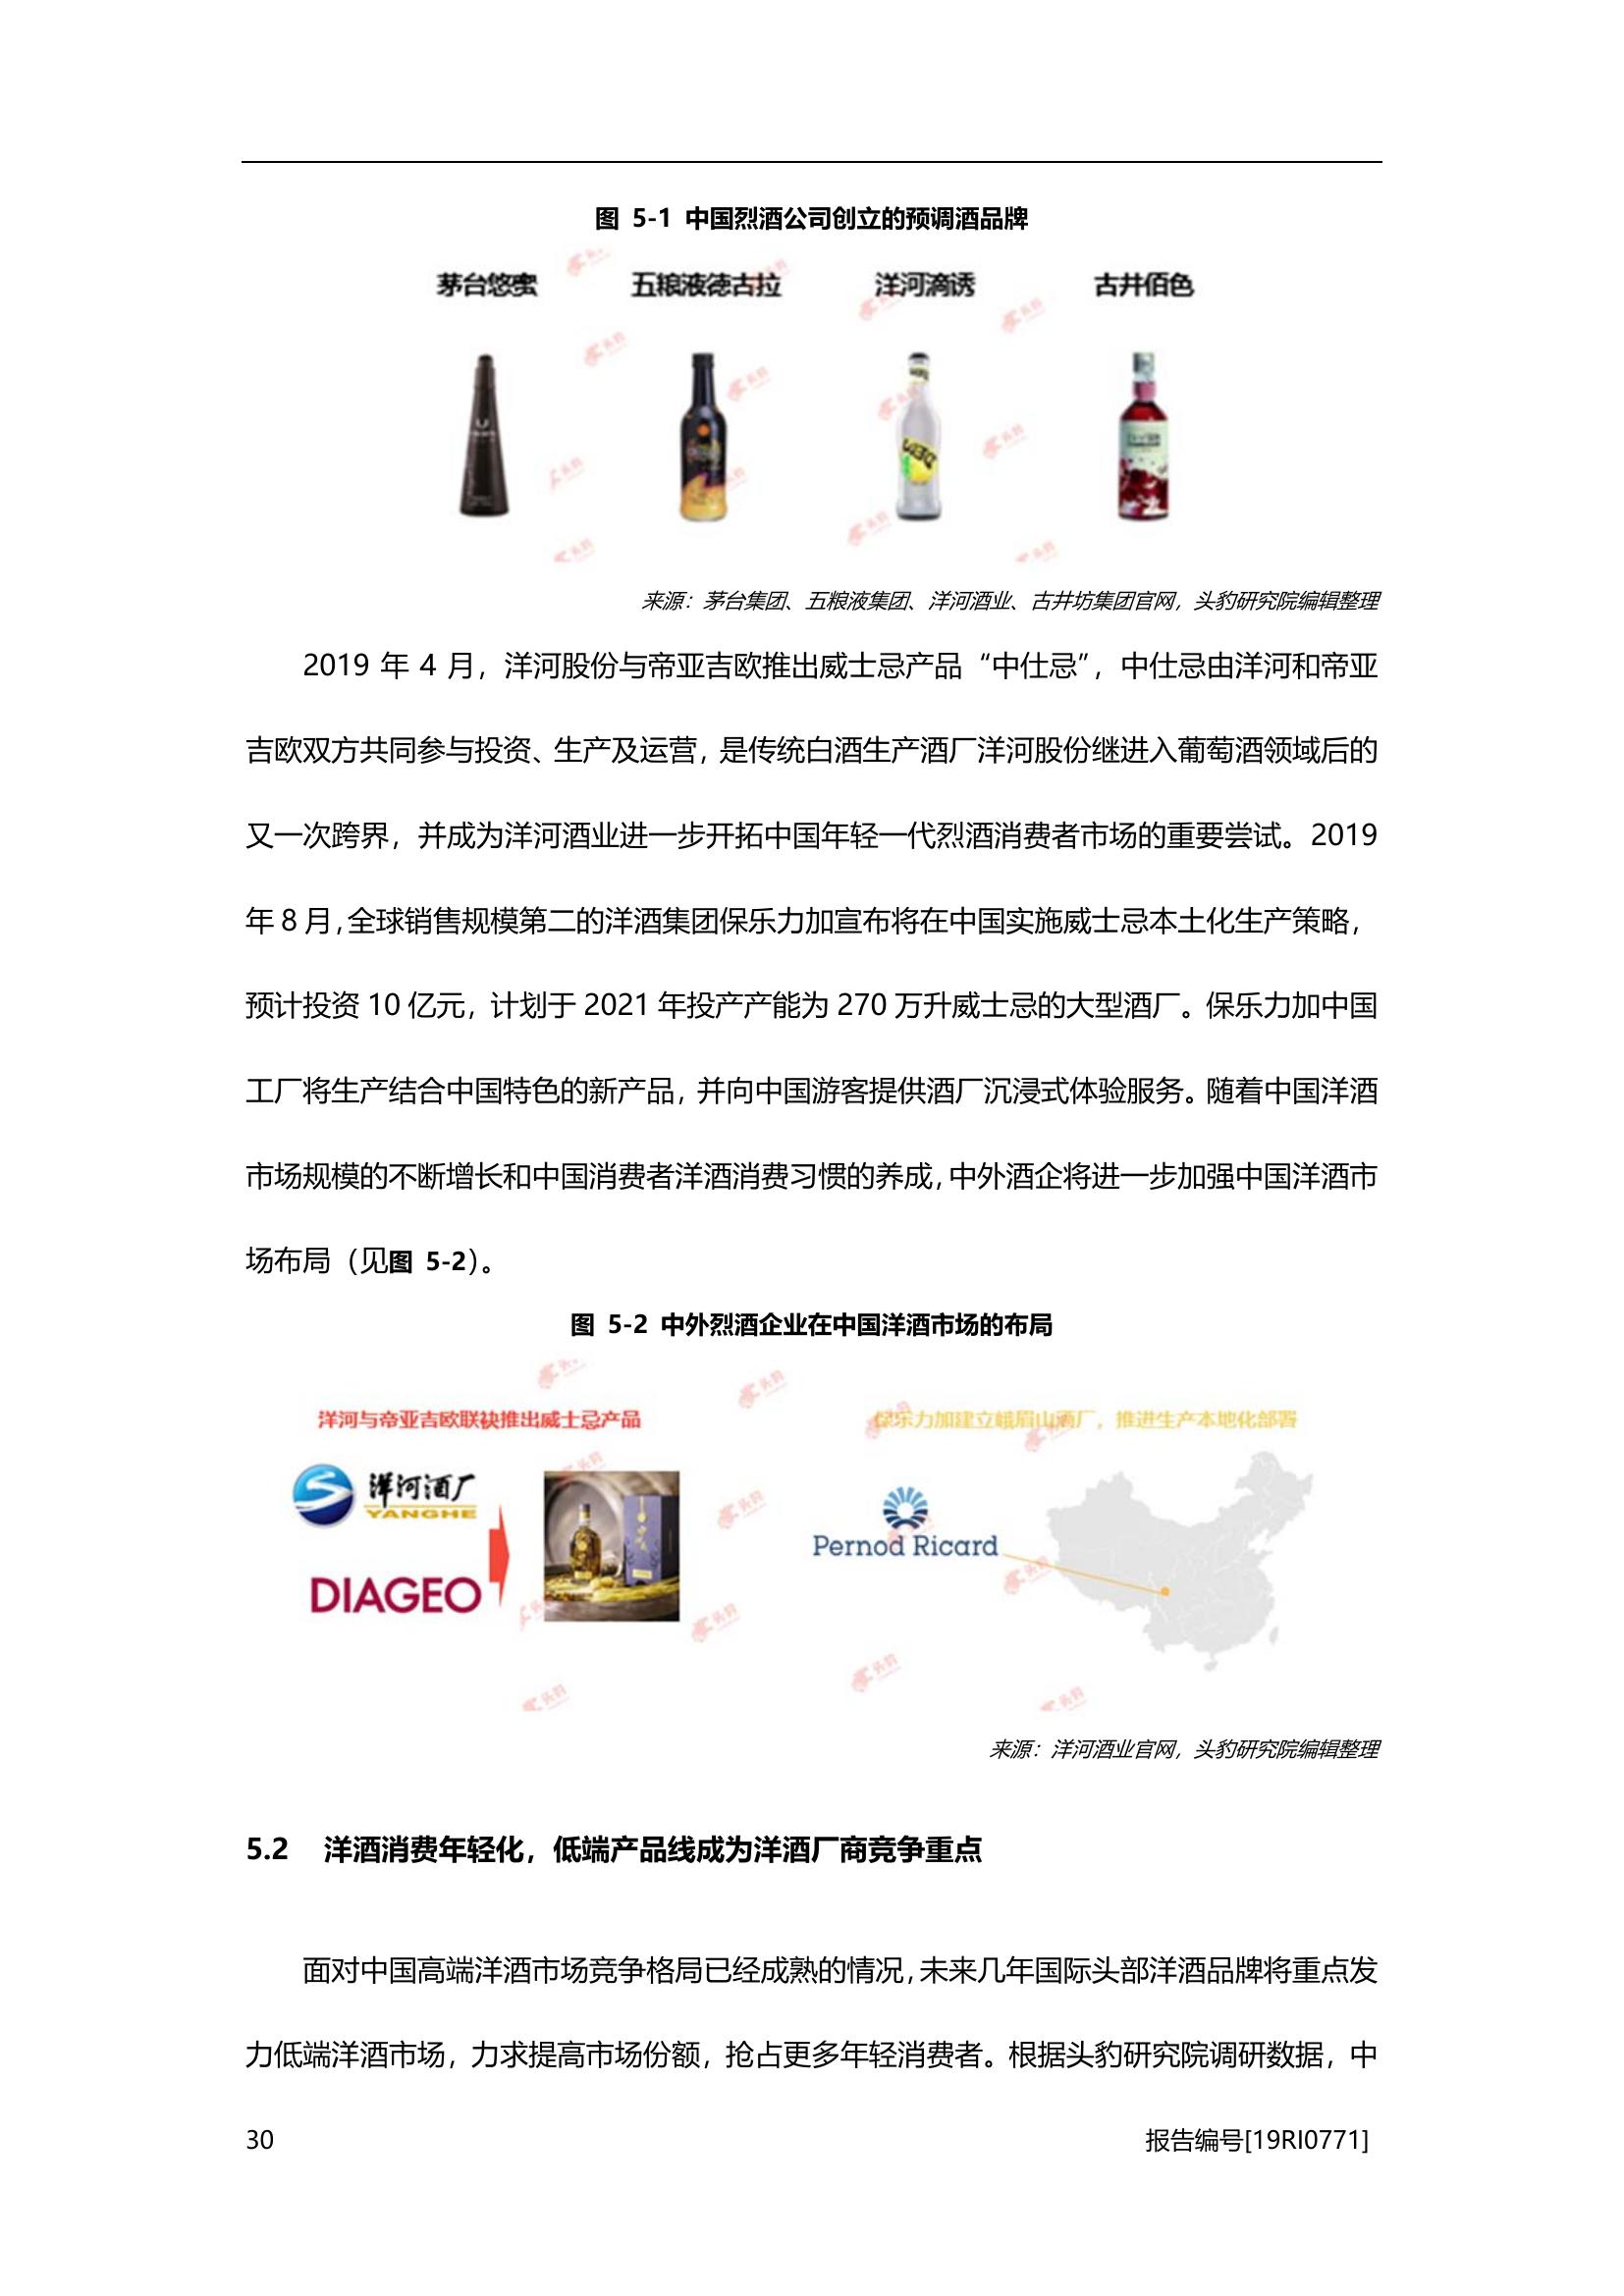 图 5-1 中国烈酒公司创立的预调酒品牌
茅台悠蜜 五粮液德古拉 洋河滴诱 古井佰色
来源：茅台集团、五粮液集团、洋河酒业、古井坊集团官网，头豹研究院编辑整理
2019 年 4 月，洋河股份与帝亚吉欧推出威士忌产品“中仕忌”，中仕忌由洋河和帝亚
吉欧双方共同参与投资、生产及运营，是传统白酒生产酒厂洋河股份继进入葡萄酒领域后的
又一次跨界，并成为洋河酒业进一步开拓中国年轻一代烈酒消费者市场的重要尝试。2019
年 8 月，全球销售规模第二的洋酒集团保乐力加宣布将在中国实施威士忌本土化生产策略，
预计投资 10 亿元，计划于 2021 年投产产能为 270 万升威士忌的大型酒厂。保乐力加中国
工厂将生产结合中国特色的新产品，并向中国游客提供酒厂沉浸式体验服务。随着中国洋酒
市场规模的不断增长和中国消费者洋酒消费习惯的养成，中外酒企将进一步加强中国洋酒市
场布局（见图 5-2）。
图 5-2 中外烈酒企业在中国洋酒市场的布局
洋河与帝亚吉欧联袂推出威士忌产品
保乐力加建立峨眉山酒厂，推进生产本地化部署
洋河酒厂
YANGHE
DIAGEO
Pernod Ricard
头豹
来源：洋河酒业官网，头豹研究院编辑整理
5.2 洋酒消费年轻化，低端产品线成为洋酒厂商竞争重点
面对中国高端洋酒市场竞争格局已经成熟的情况，未来几年国际头部洋酒品牌将重点发
力低端洋酒市场，力求提高市场份额，抢占更多年轻消费者。根据头豹研究院调研数据，中
30 报告编号[19RI0771]